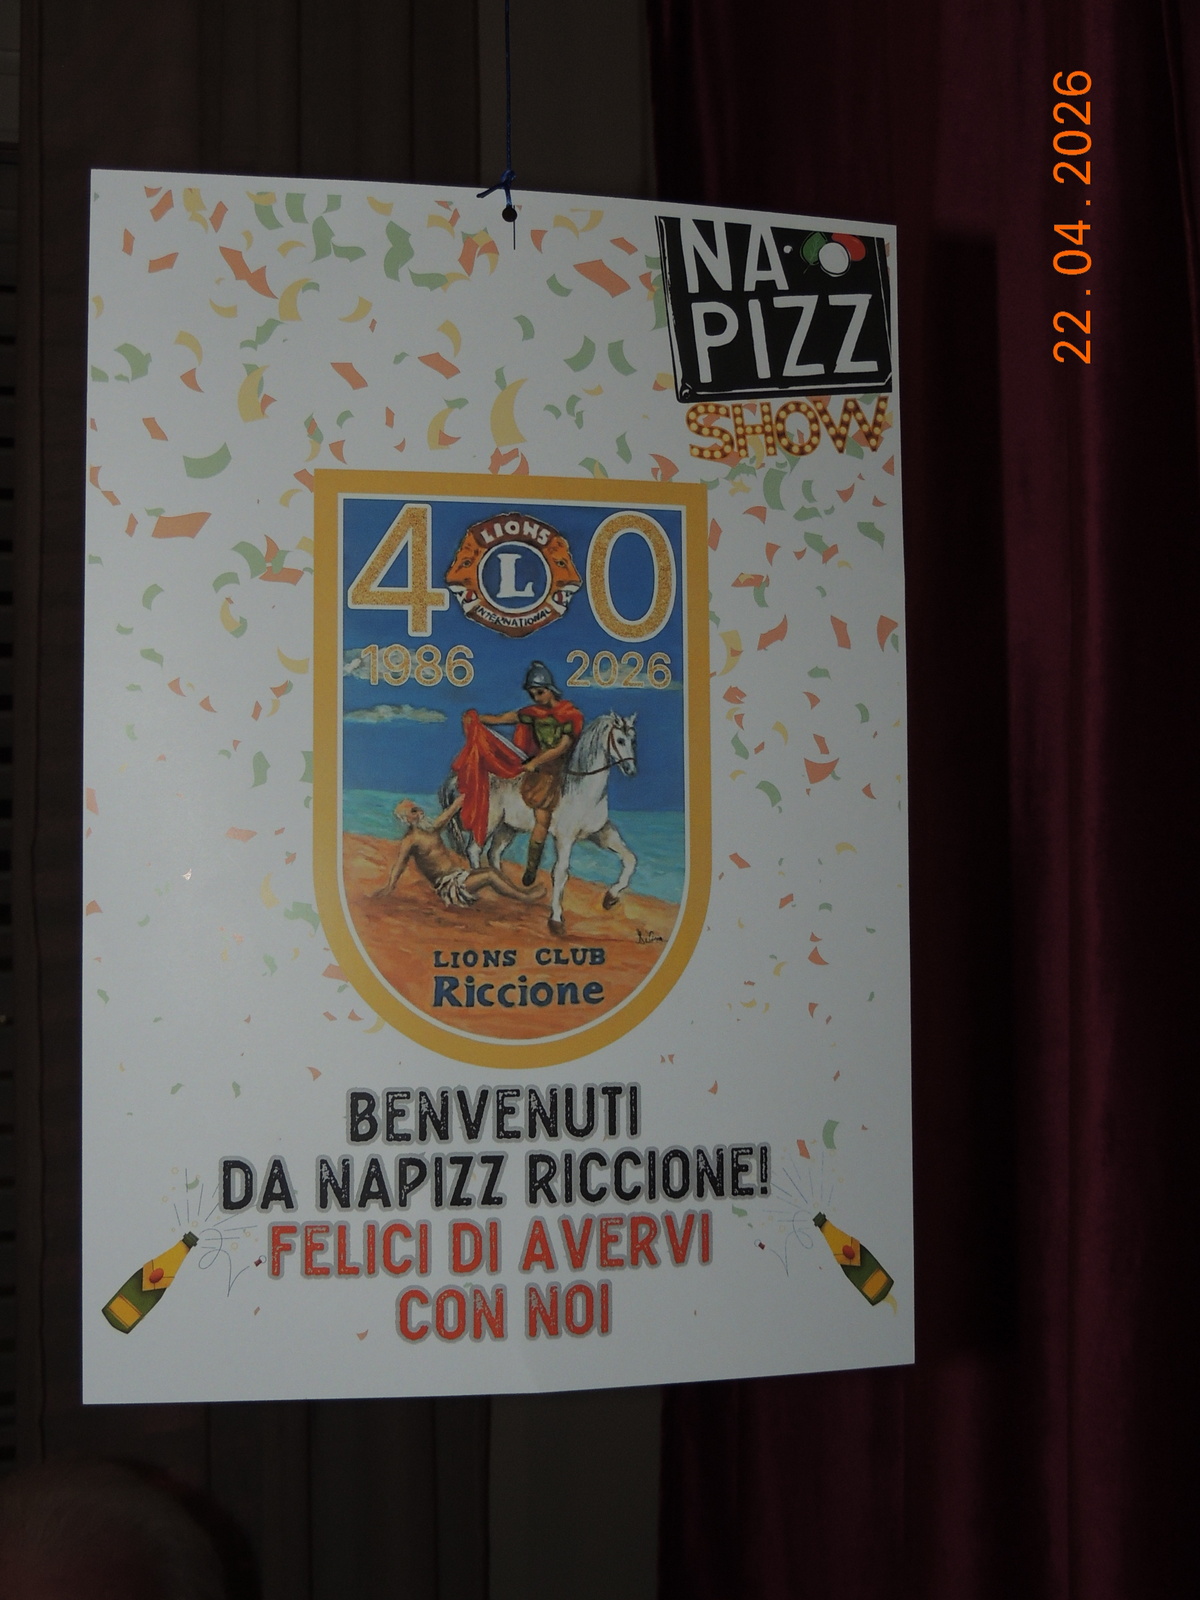 22.04.2026
NA
PIZZ
SHOW
40
LIONS
L
INTERNATIONAL
1986 2026
LIONS CLUB
Riccione
BENVENUTI
DA NAPIZZ RICCIONE!
FELICI DI AVERVI
CON NOI